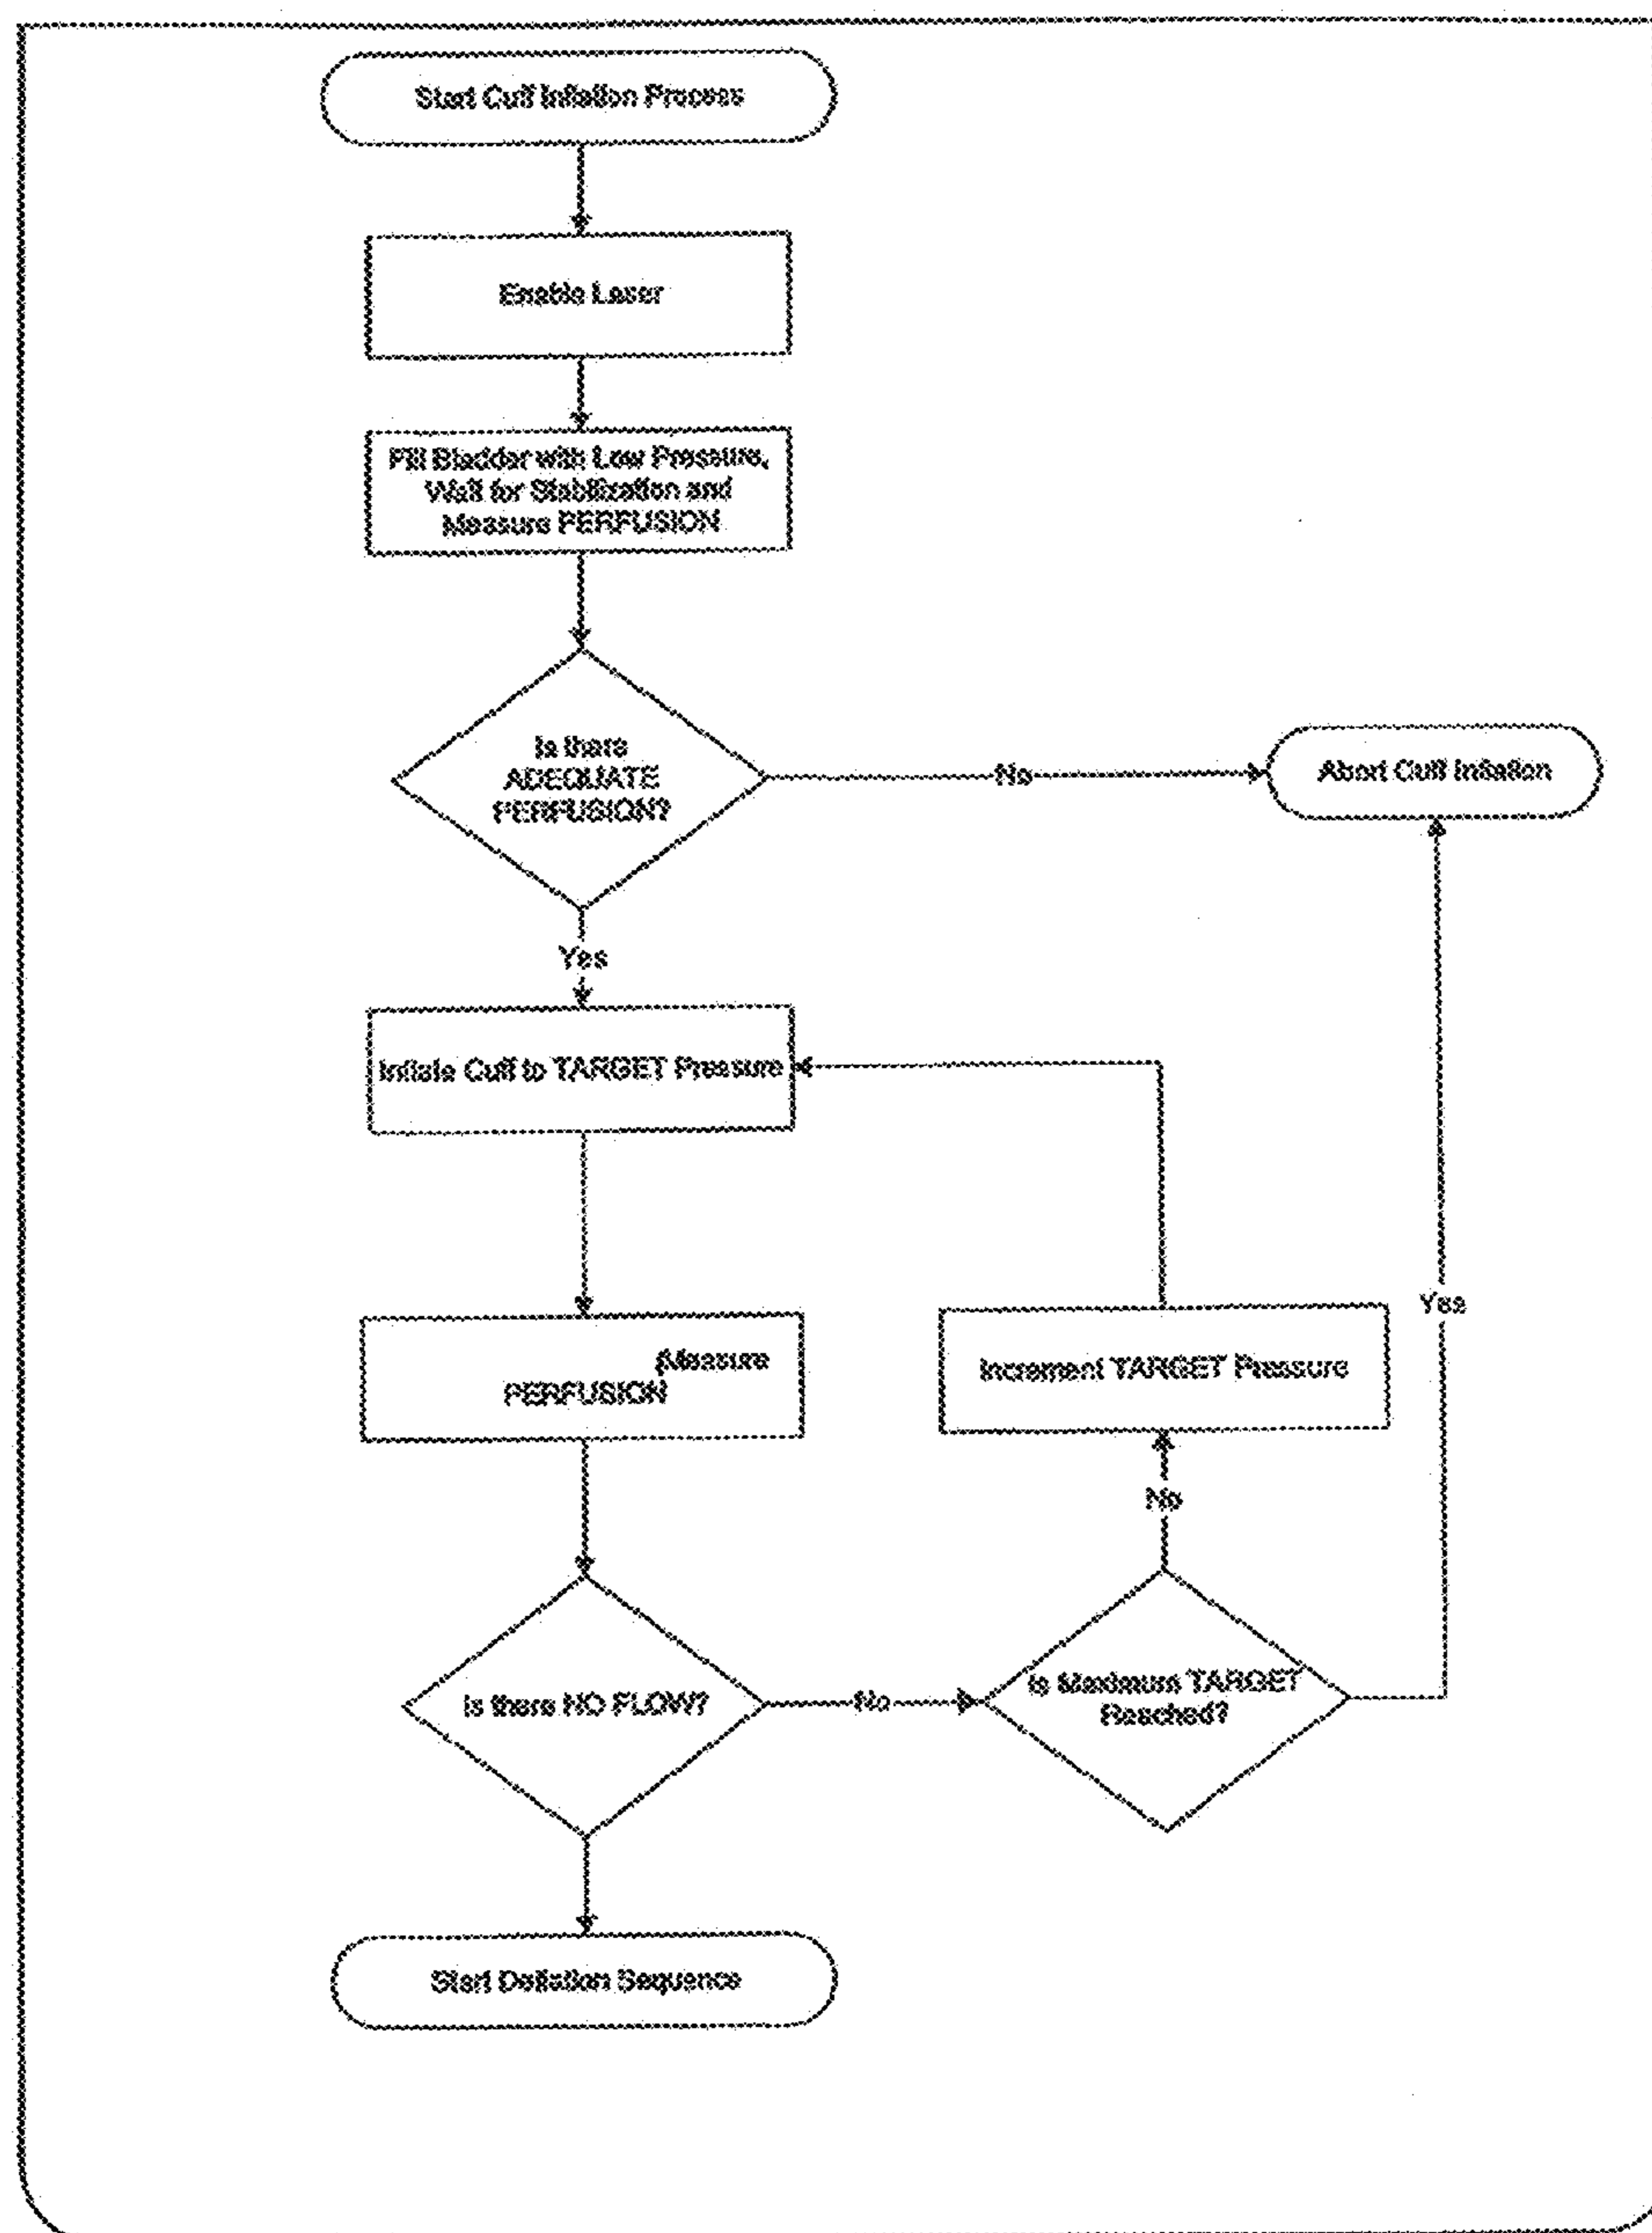 Start Cuff Inflation Process
Enable Laser
Fill Bladder with Low Pressure,
Wait for Stabilization and
Measure PERFUSION
Is there
ADEQUATE
PERFUSION?
No
Abort Cuff Inflation
Yes
Inflate Cuff to TARGET Pressure
Measure
PERFUSION
Increment TARGET Pressure
Yes
No
Is there NO FLOW?
No
Is Maximum TARGET
Reached?
Start Deflation Sequence